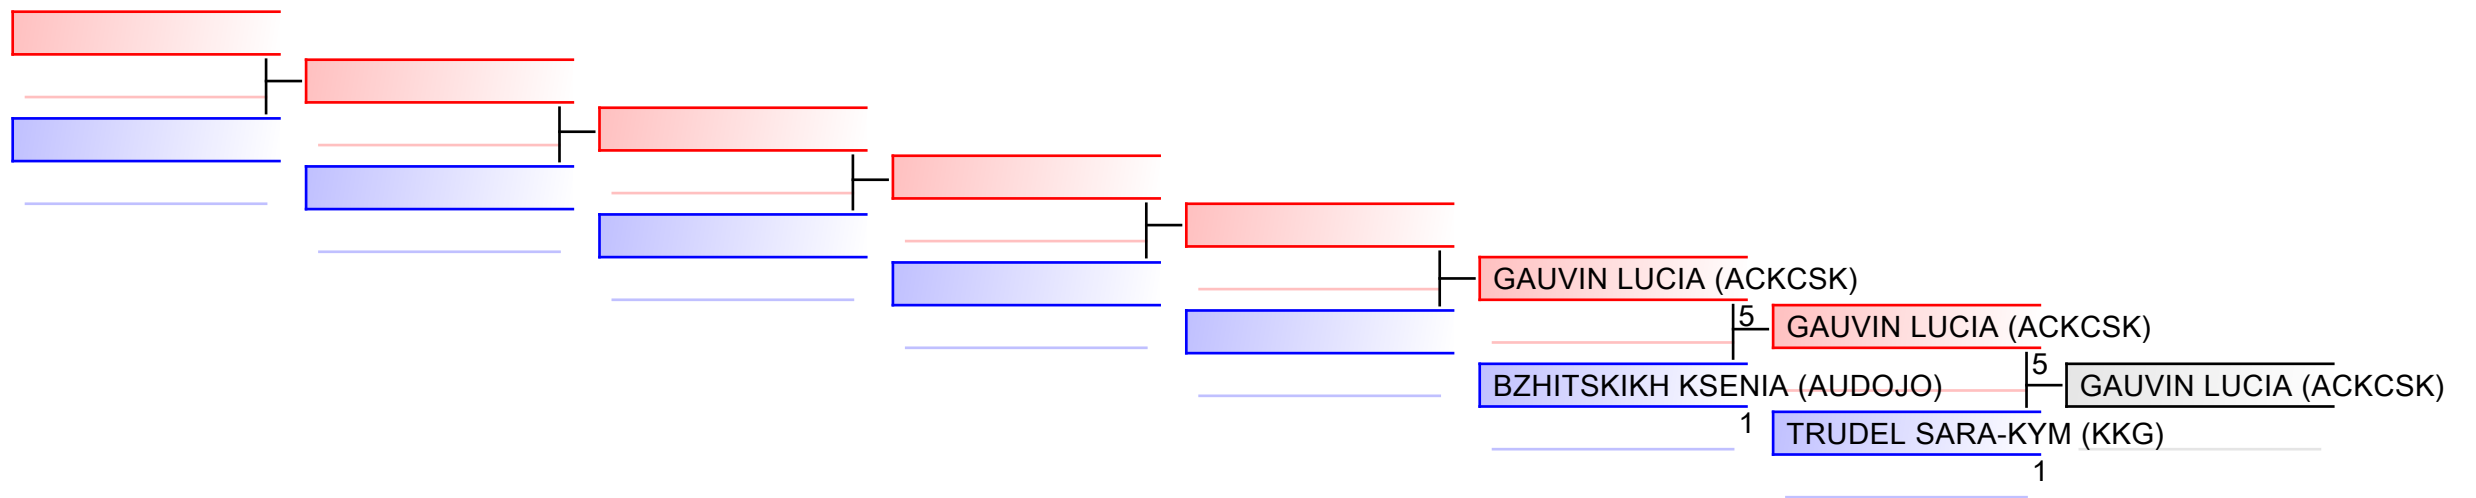 GAUVIN LUCIA (ACKCSK)
5
GAUVIN LUCIA (ACKCSK)
5
BZHITSKIKH KSENIA (AUDOJO)
GAUVIN LUCIA (ACKCSK)
1
TRUDEL SARA-KYM (KKG)
1